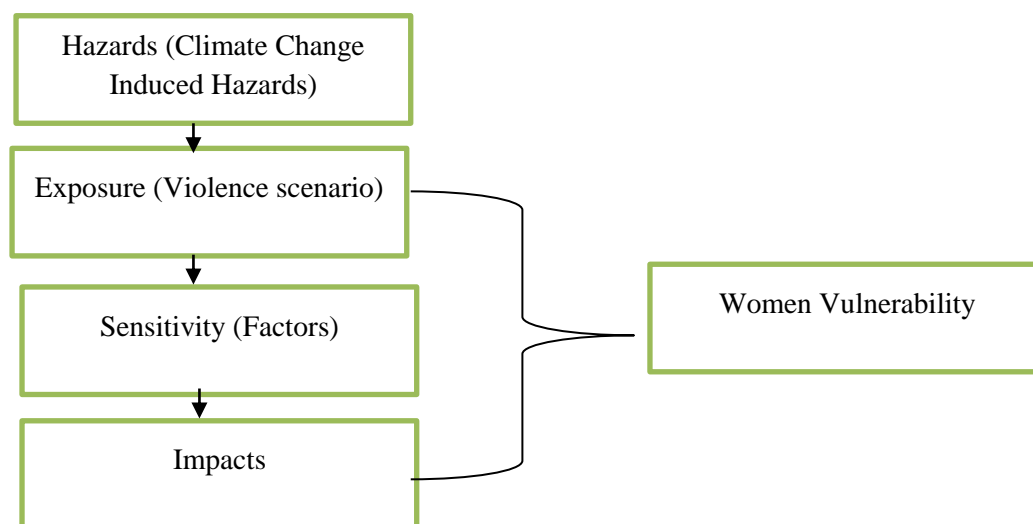 Hazards (Climate Change
Induced Hazards)
Exposure (Violence scenario)
Sensitivity (Factors)
Impacts
Women Vulnerability